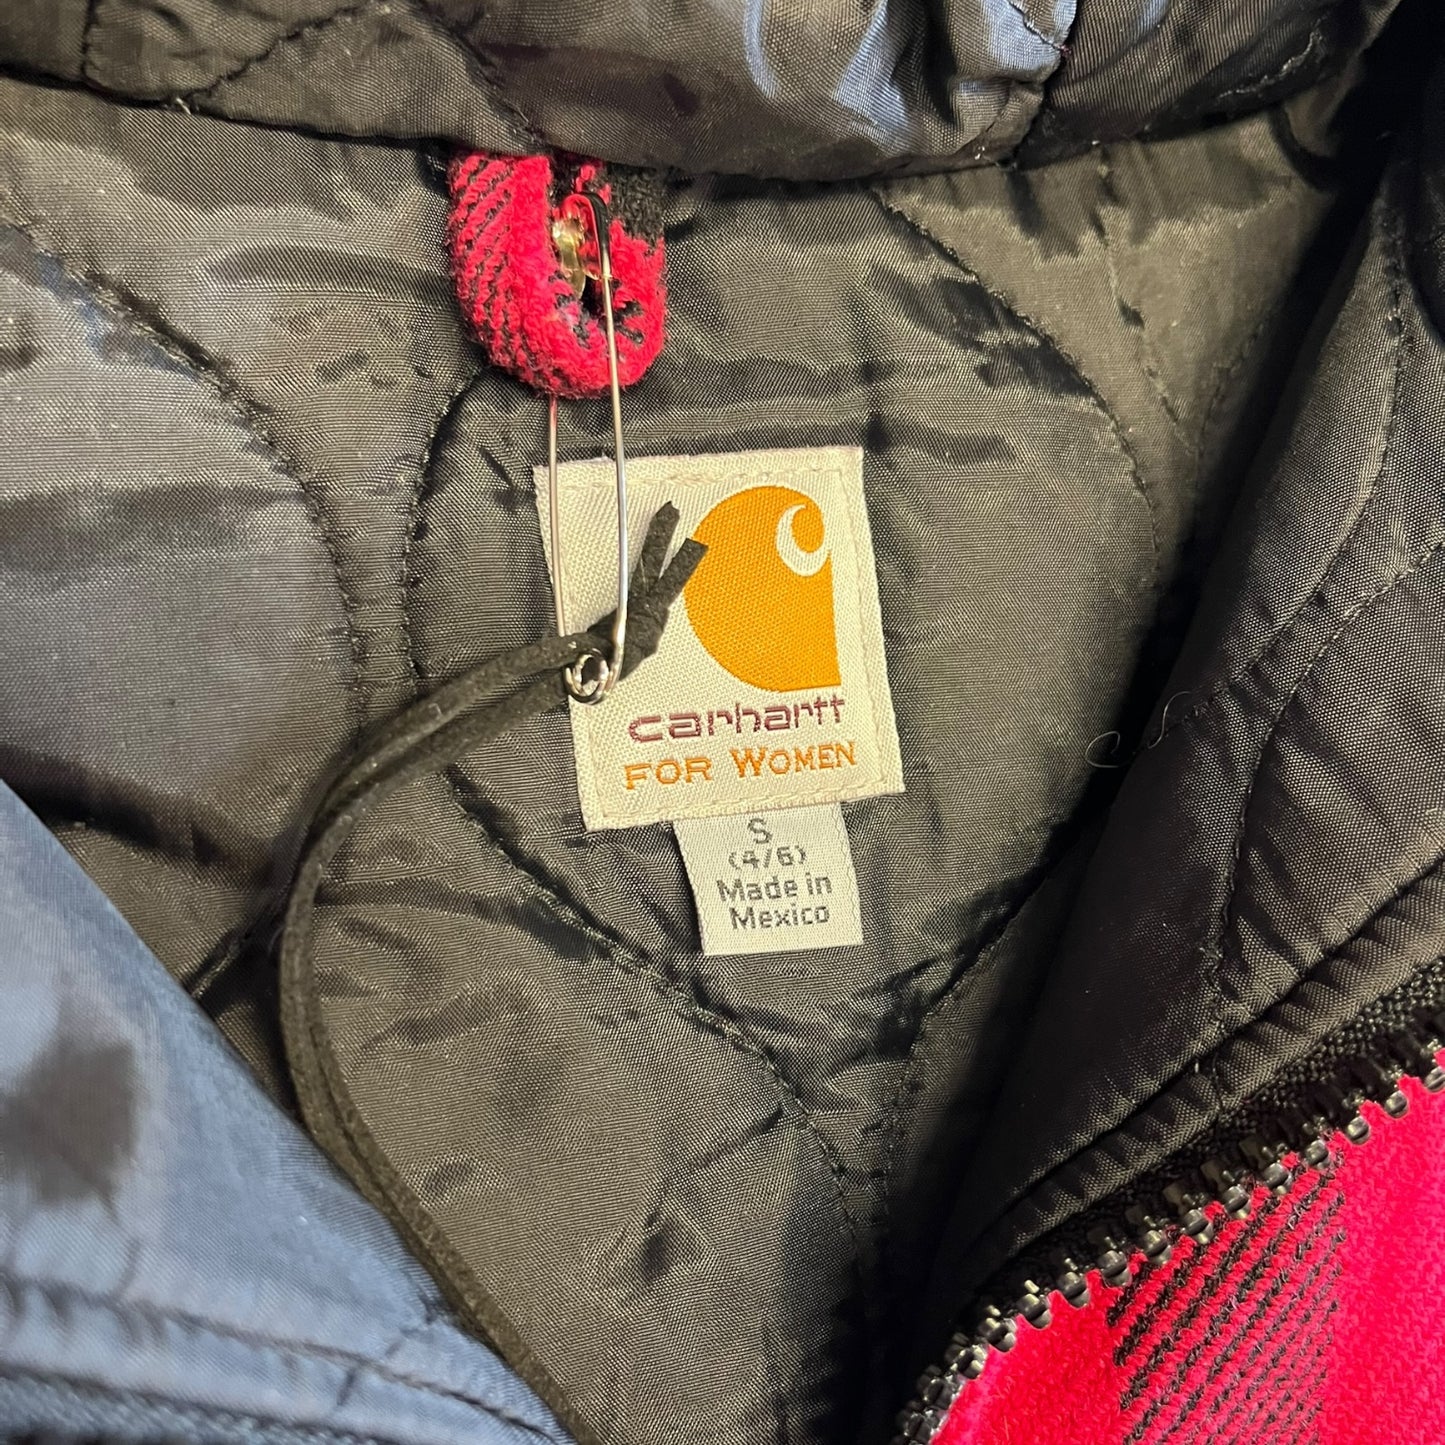 carhartt
FOR WOMEN
S
(4/6)
Made in
Mexico